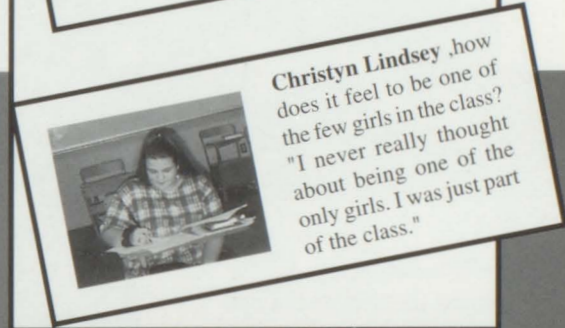 Christyn Lindsey ,how
does it feel to be one of
the few girls in the class?
"I never really thought
about being one of the
only girls. I was just part
of the class."